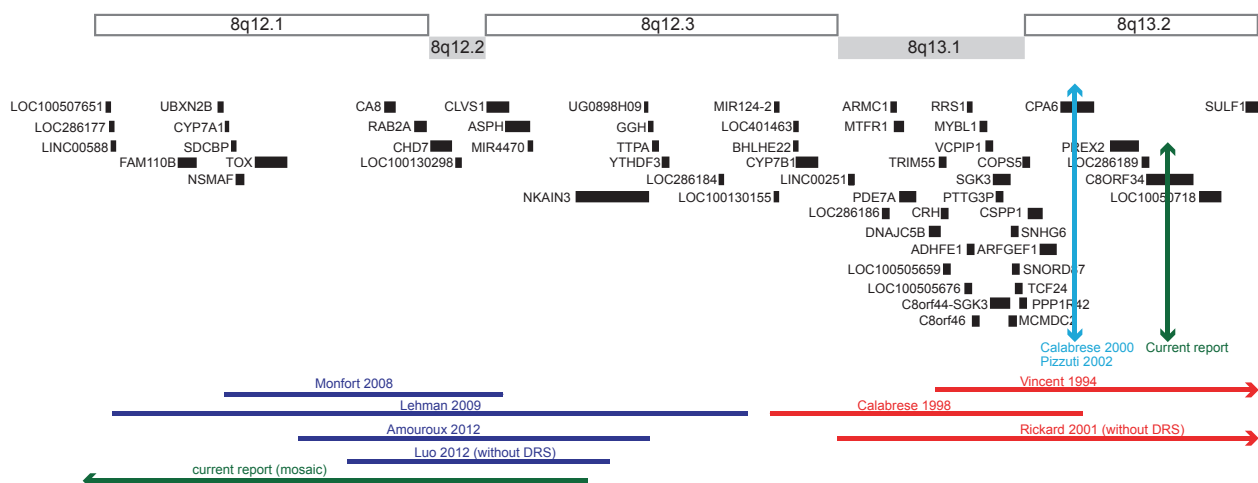 8q12.1
8q12.2
8q12.3
8q13.1
8q13.2
LOC100507651 UBXN2B CA8 CLVS1 UG0898H09 MIR124-2 ARMC1 RRS1 CPA6 SULF1
LOC286177 CYP7A1 RAB2A ASPH GGH LOC401463 MTFR1 MYBL1
LINC00588 SDCBP CHD7 MIR4470 TTPA BHLHE22 VCPIP1 PREX2
FAM110B TOX LOC100130298 YTHDF3 CYP7B1 TRIM55 COPS5 LOC286189
NSMAF LOC286184 LINC00251 SGK3 C8ORF34
NKAIN3 LOC100130155 PDE7A PTTG3P LOC10050718
LOC286186 CRH CSPP1
DNAJC5B SNHG6
ADHFE1 ARFGEF1
LOC100505659 SNORD87
LOC100505676 TCF24
C8orf44-SGK3 PPP1R42
C8orf46 MCMDC2
Calabrese 2000 Current report
Pizzuti 2002
Monfort 2008 Vincent 1994
Lehman 2009 Calabrese 1998
Amouroux 2012 Rickard 2001 (without DRS)
Luo 2012 (without DRS)
current report (mosaic)